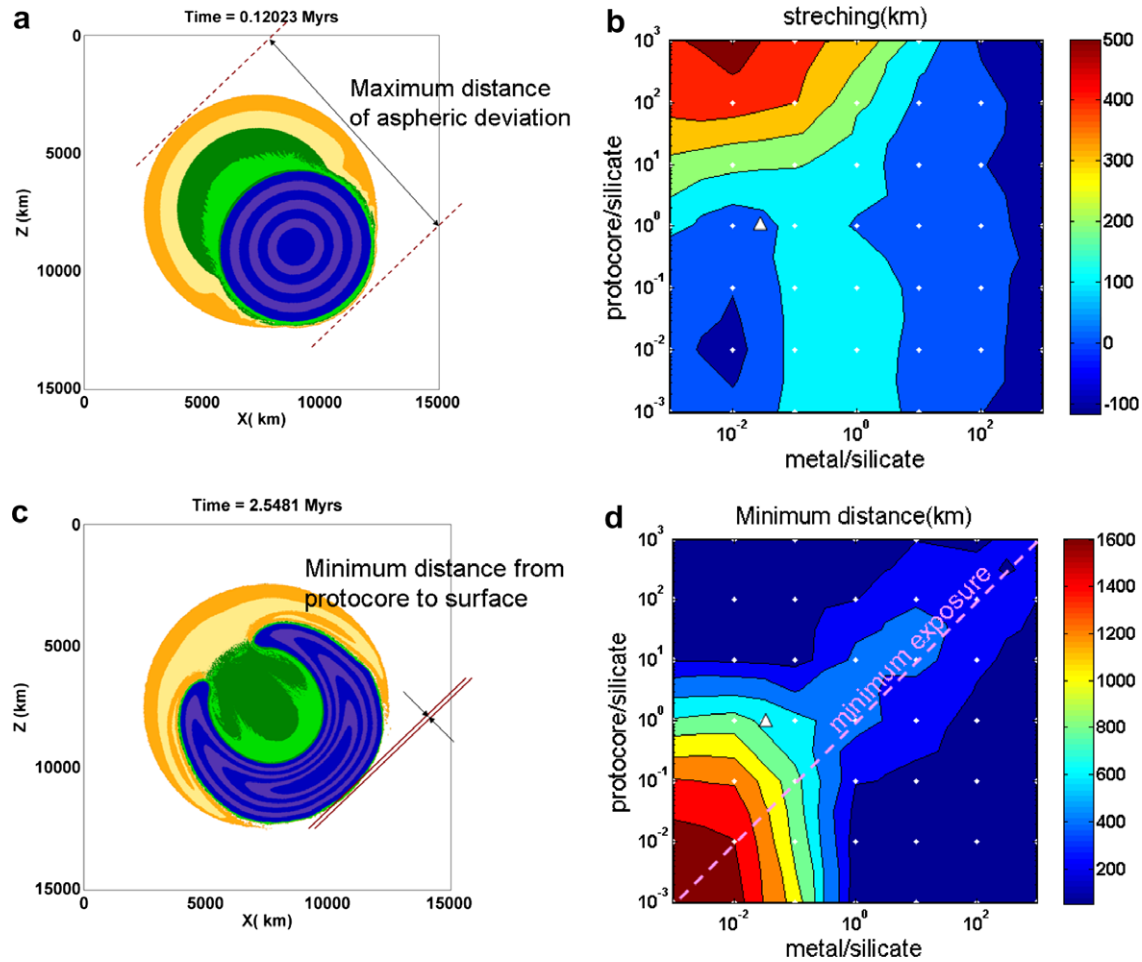 a
Time = 0.12023 Myrs
0
5000
10000
15000
Z (km)
0
5000
10000
15000
X( km)
Maximum distance
of aspheric deviation
b
streching(km)
10^3
10^2
10^1
10^0
10^-1
10^-2
10^-3
protocore/silicate
10^-2
10^0
10^2
metal/silicate
500
400
300
200
100
0
-100
c
Time = 2.5481 Myrs
0
5000
10000
15000
Z (km)
0
5000
10000
15000
X( km)
Minimum distance from
protocore to surface
d
Minimum distance(km)
10^3
10^2
10^1
10^0
10^-1
10^-2
10^-3
protocore/silicate
minimum exposure
10^-2
10^0
10^2
metal/silicate
1600
1400
1200
1000
800
600
400
200